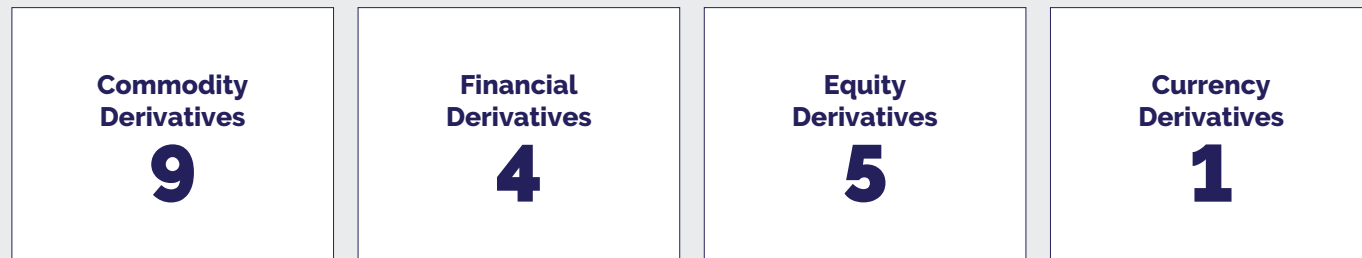 Commodity
Derivatives
9
Financial
Derivatives
4
Equity
Derivatives
5
Currency
Derivatives
1